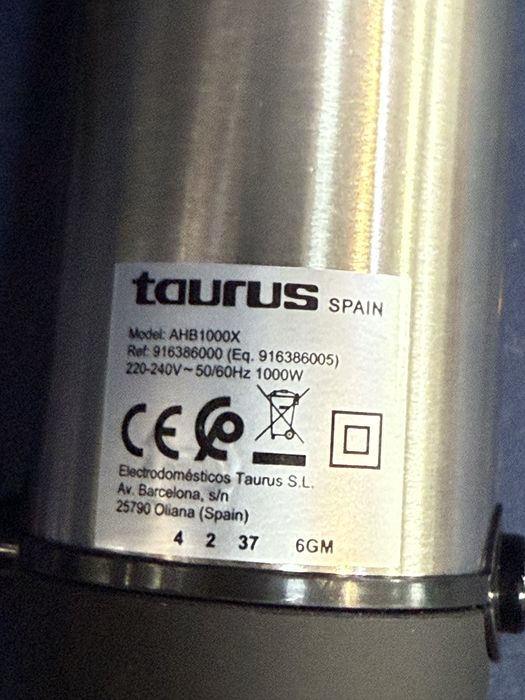 taurus SPAIN
Model: AHB1000X
Ref: 916386000 (Eq. 916386005)
220-240V~ 50/60Hz 1000W
CE
Electrodomésticos Taurus S.L.
Av. Barcelona, s/n
25790 Oliana (Spain)
4 2 37 6GM